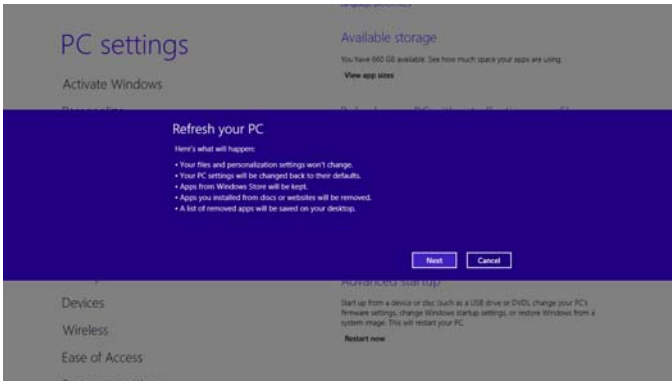 PC settings
Activate Windows
Available storage
You have 660 GB available. See how much space your apps are using.
View app sizes
Refresh your PC
Here's what will happen:
• Your files and personalization settings won't change.
• Your PC settings will be changed back to their defaults.
• Apps from Windows Store will be kept.
• Apps you installed from discs or websites will be removed.
• A list of removed apps will be saved on your desktop.
Next
Cancel
Devices
Wireless
Ease of Access
Advanced startup
Start up from a device or disc (such as a USB drive or DVD), change your PC's
firmware settings, change Windows startup settings, or restore Windows from a
system image. This will restart your PC.
Restart now